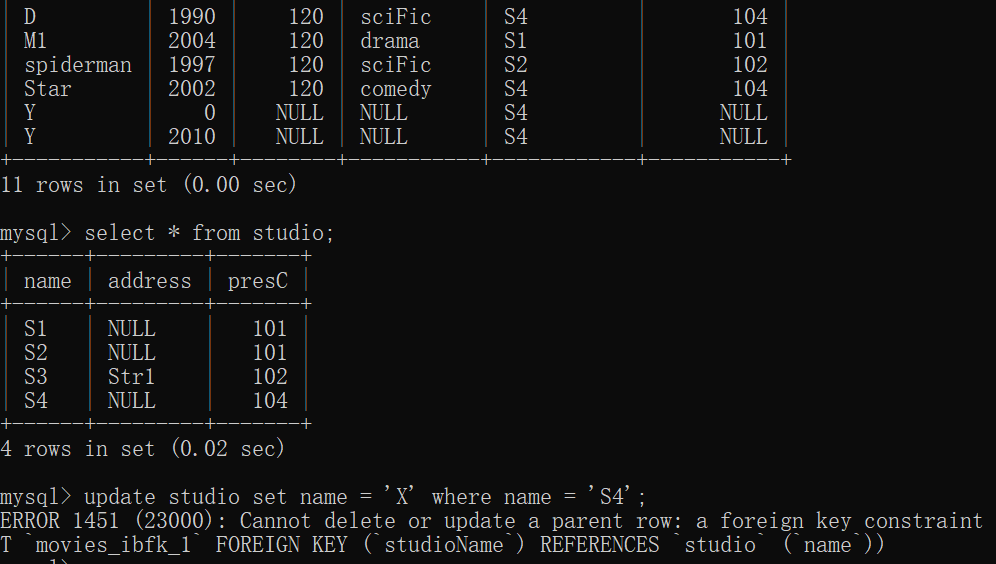 | D         | 1990 |    120 | sciFic    | S4         |        104 |
| M1        | 2004 |    120 | drama     | S1         |        101 |
| spiderman | 1997 |    120 | sciFic    | S2         |        102 |
| Star      | 2002 |    120 | comedy    | S4         |        104 |
| Y         |    0 |   NULL | NULL      | S4         |       NULL |
| Y         | 2010 |   NULL | NULL      | S4         |       NULL |
+-----------+------+--------+-----------+------------+------------+
11 rows in set (0.00 sec)
mysql> select * from studio;
+------+---------+-------+
| name | address | presC |
+------+---------+-------+
| S1   | NULL    |   101 |
| S2   | NULL    |   101 |
| S3   | Str1    |   102 |
| S4   | NULL    |   104 |
+------+---------+-------+
4 rows in set (0.02 sec)
mysql> update studio set name = 'X' where name = 'S4';
ERROR 1451 (23000): Cannot delete or update a parent row: a foreign key constraint
T `movies_ibfk_1` FOREIGN KEY (`studioName`) REFERENCES `studio` (`name`))
mysql>